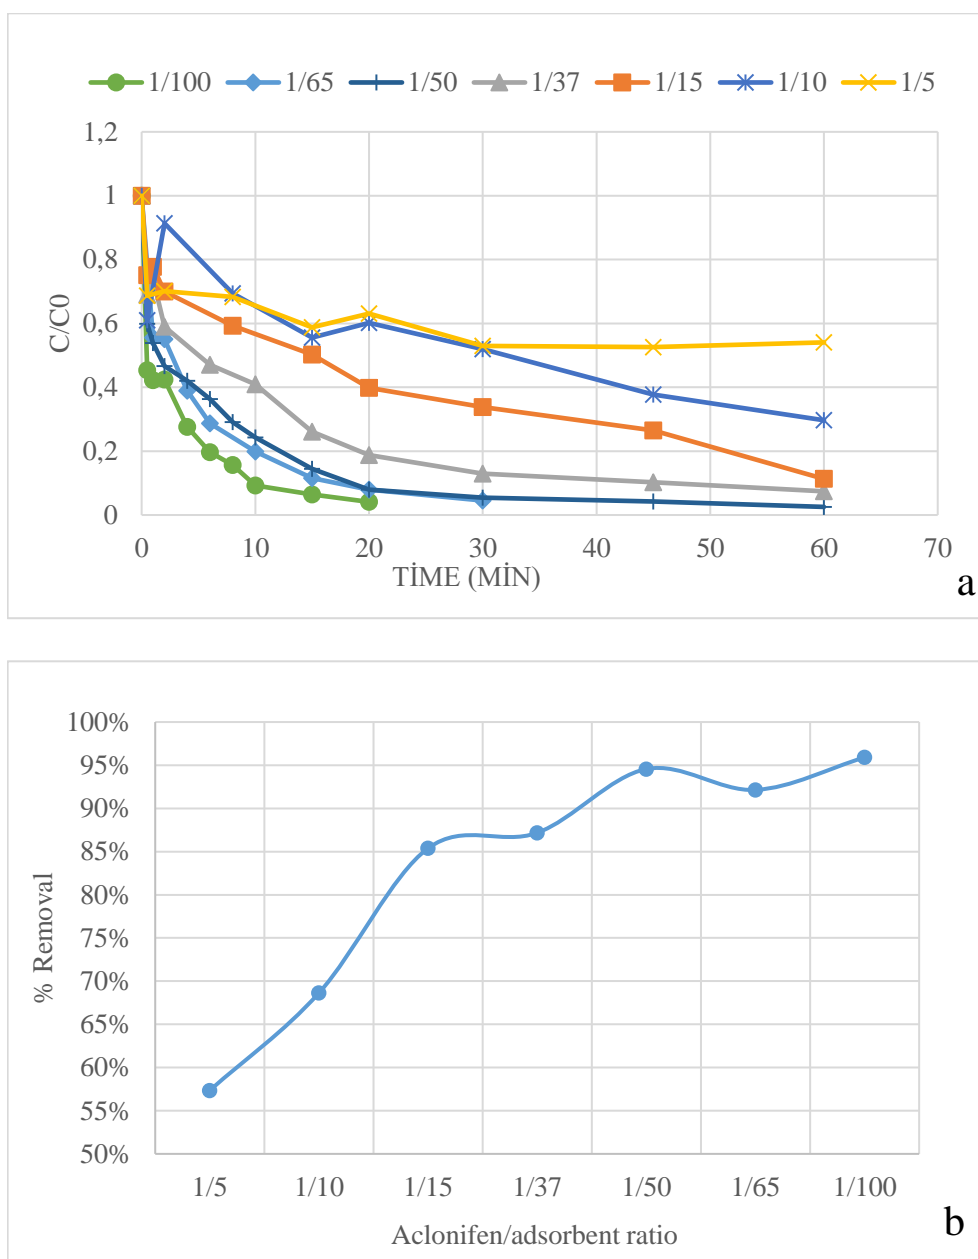 1/100 1/65 1/50 1/37 1/15 1/10 1/5
1,2
1
0,8
0,6
0,4
0,2
0
C/C0
0 10 20 30 40 50 60 70
TİME (MİN)
a
100%
95%
90%
85%
80%
75%
70%
65%
60%
55%
50%
% Removal
1/5 1/10 1/15 1/37 1/50 1/65 1/100
Aclonifen/adsorbent ratio
b